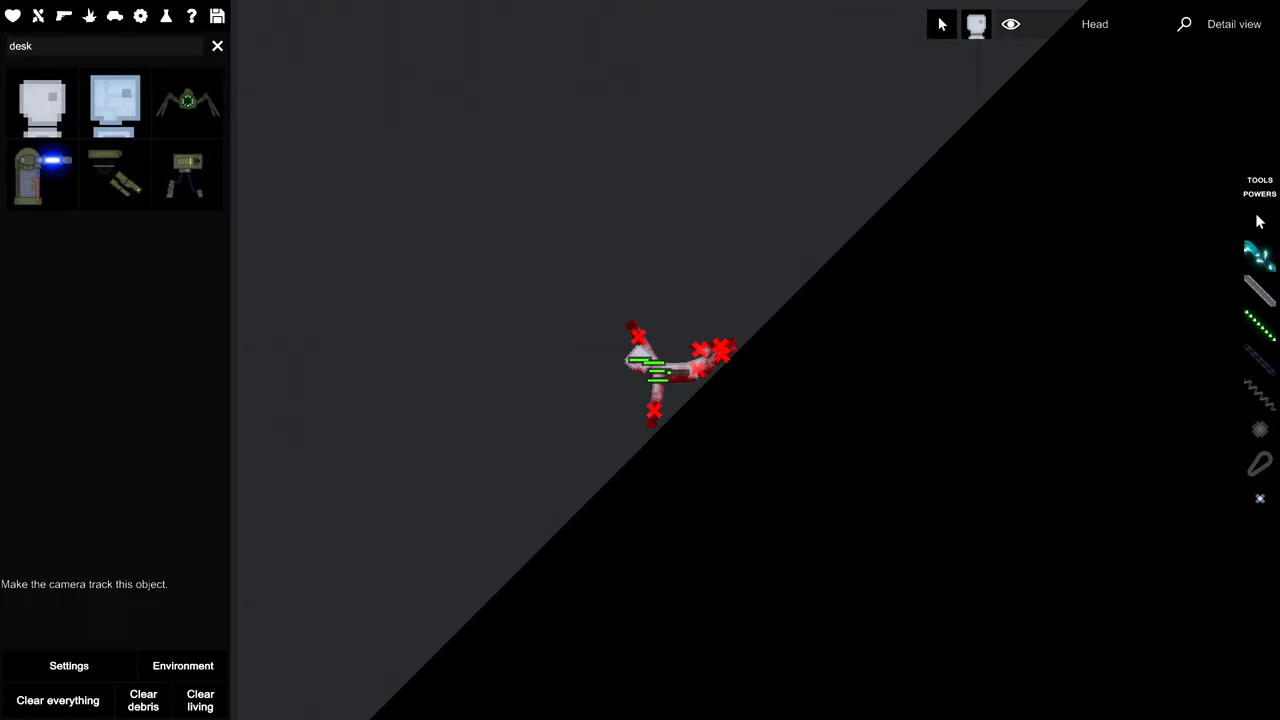 desk
Head
Detail view
TOOLS
POWERS
Make the camera track this object.
Settings
Environment
Clear everything
Clear
debris
Clear
living